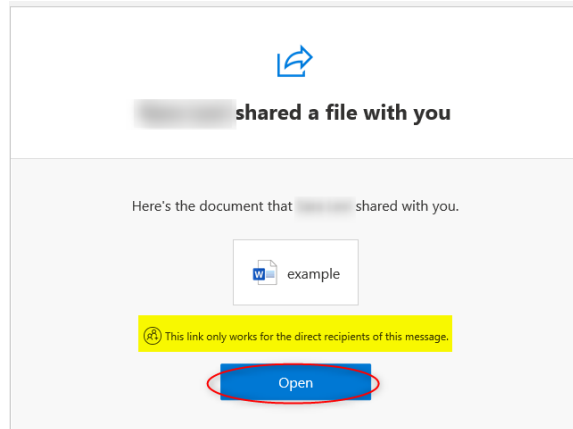 shared a file with you
Here's the document that shared with you.
W example
This link only works for the direct recipients of this message.
Open